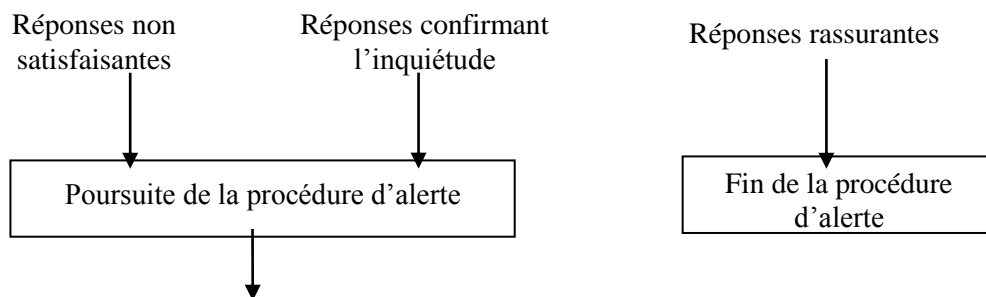 Réponses non
satisfaisantes
Réponses confirmant
l’inquiétude
Réponses rassurantes
Poursuite de la procédure d’alerte
Fin de la procédure
d’alerte